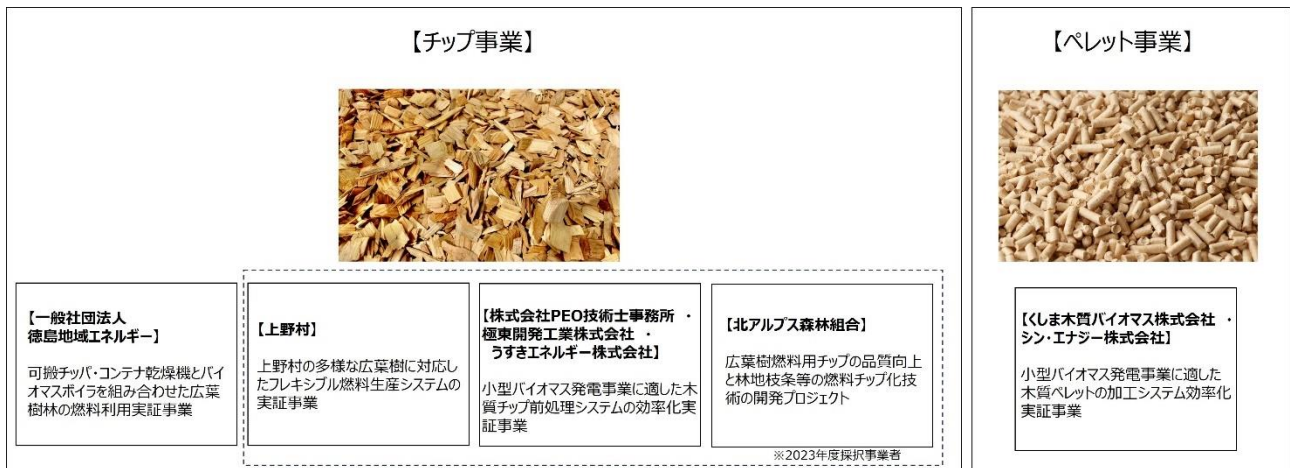 【チップ事業】
【ペレット事業】
【一般社団法人
徳島地域エネルギー】
可搬チッパ・コンテナ乾燥機とバイ
オマスボイラを組み合わせた広葉
樹林の燃料利用実証事業
【上野村】
上野村の多様な広葉樹に対応し
たフレキシブル燃料生産システムの
実証事業
【株式会社PEO技術士事務所 ・
極東開発工業株式会社 ・
うすきエネルギー株式会社】
小型バイオマス発電事業に適した木
質チップ前処理システムの効率化実
証事業
【北アルプス森林組合】
広葉樹燃料用チップの品質向上
と林地枝条等の燃料チップ化技
術の開発プロジェクト
※2023年度採択事業者
【くしま木質バイオマス株式会社 ・
シン・エナジー株式会社】
小型バイオマス発電事業に適した
木質ペレットの加工システム効率化
実証事業